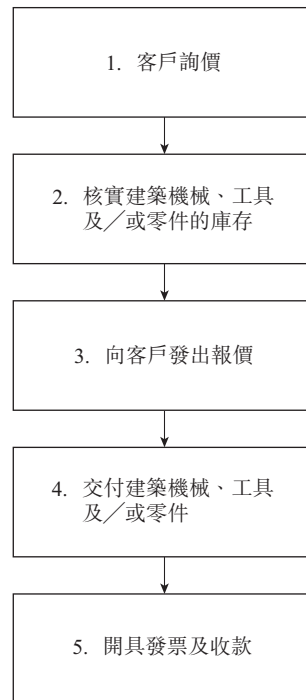 1. 客戶詢價
2. 核實建築機械、工具
及╱或零件的庫存
3. 向客戶發出報價
4. 交付建築機械、工具
及╱或零件
5. 開具發票及收款